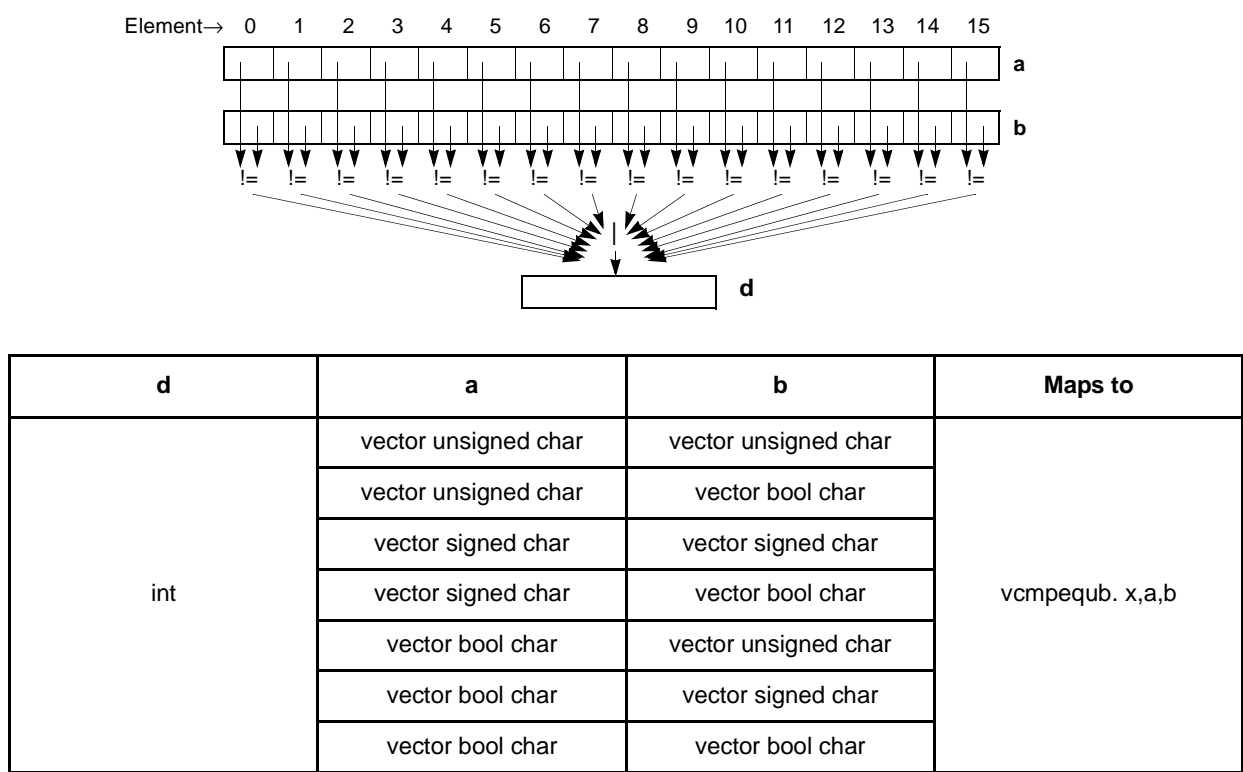 Element→ 0 1 2 3 4 5 6 7 8 9 10 11 12 13 14 15
a
b
!= != != != != != != != != != != != != != != !=
|
d
d a b Maps to
vector unsigned char vector unsigned char
vector unsigned char vector bool char
vector signed char vector signed char
int vector signed char vector bool char vcmpequb. x,a,b
vector bool char vector unsigned char
vector bool char vector signed char
vector bool char vector bool char